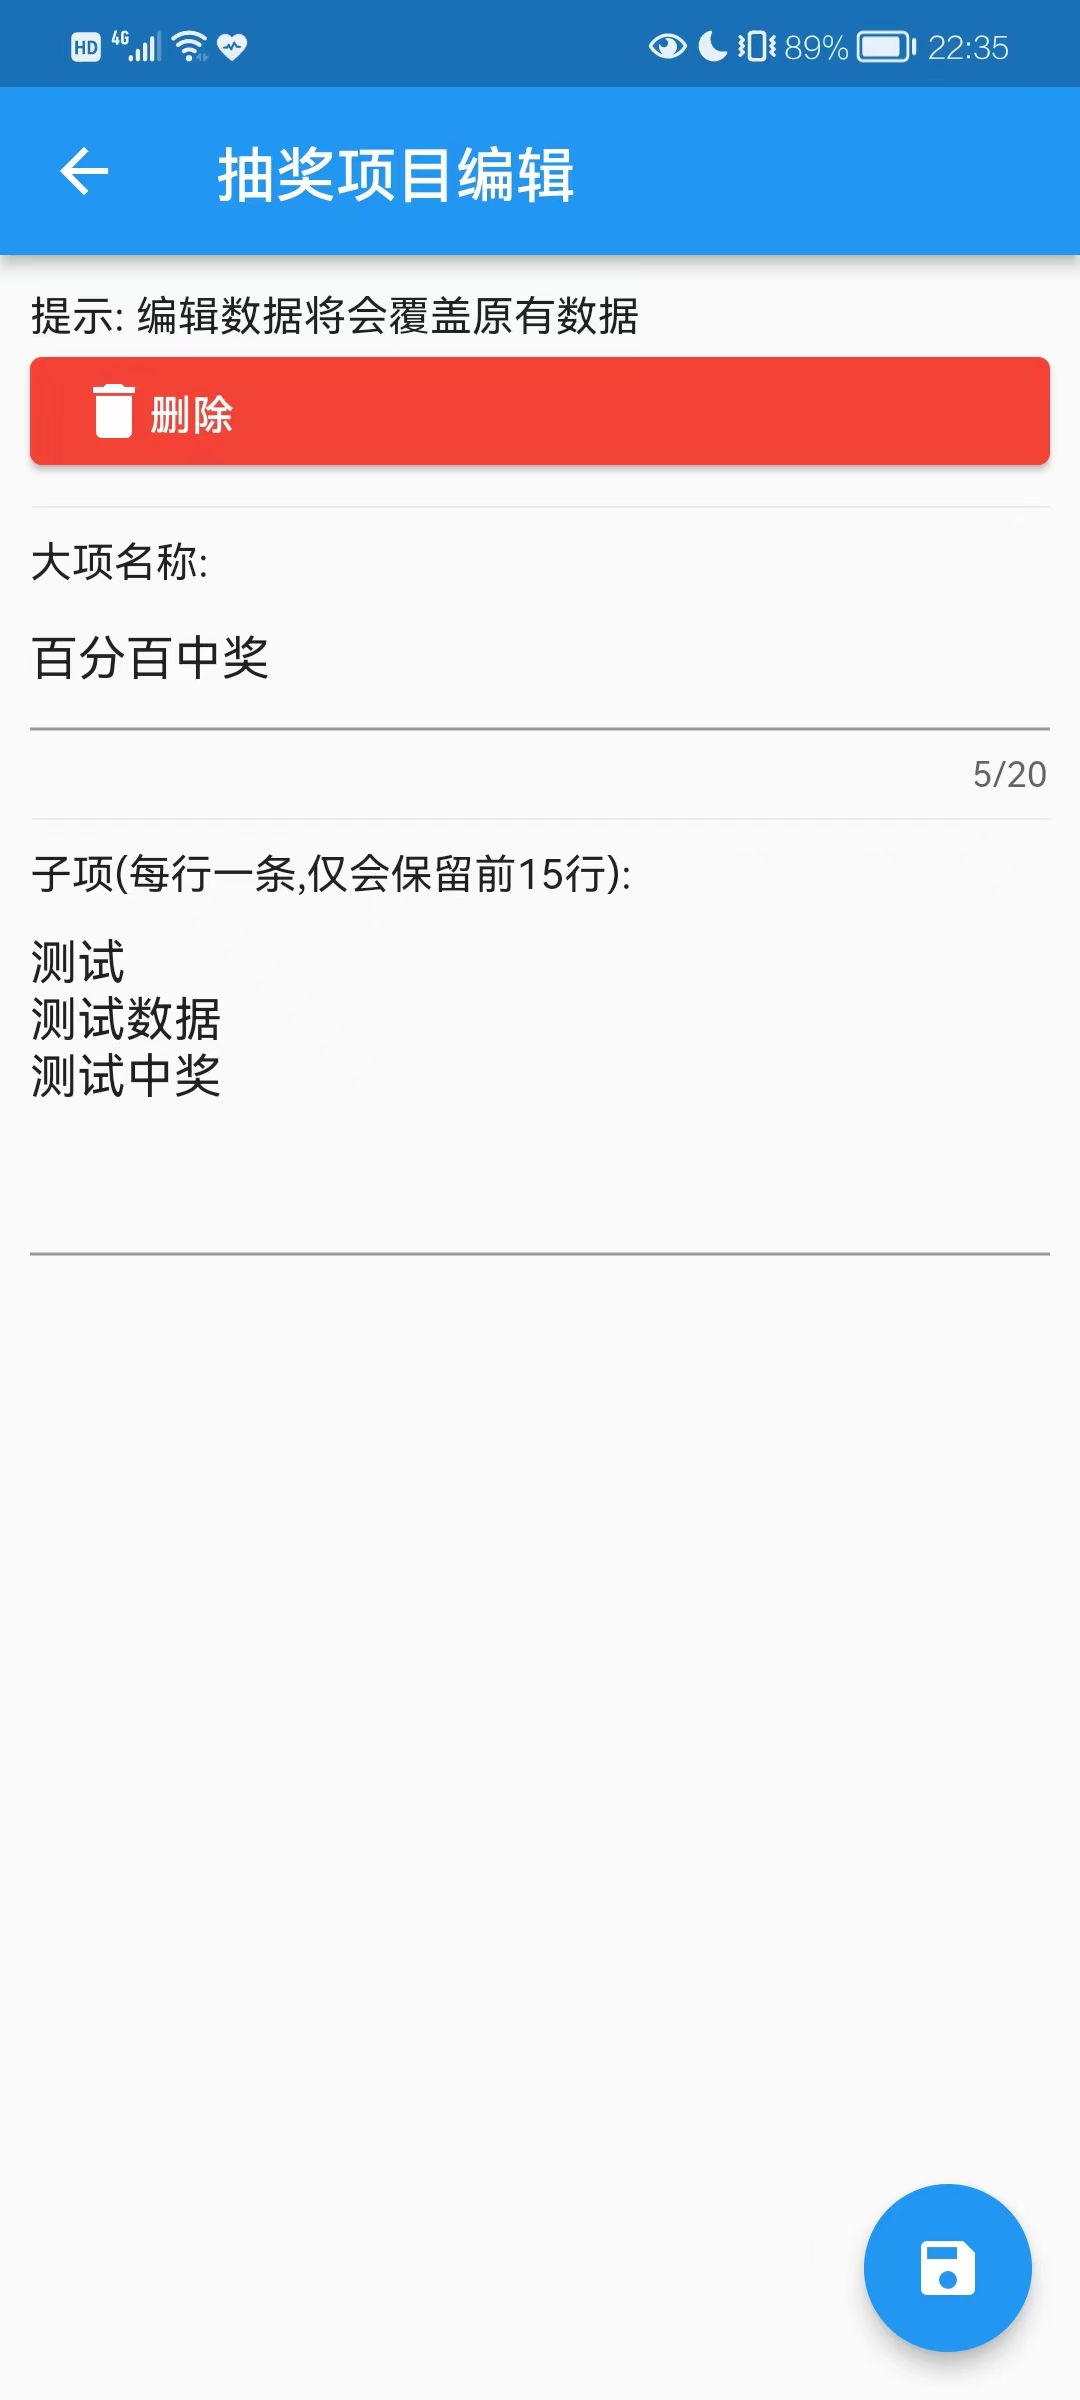 HD 4G 89% 22:35
抽奖项目编辑
提示: 编辑数据将会覆盖原有数据
删除
大项名称:
百分百中奖
5/20
子项(每行一条,仅会保留前15行):
测试
测试数据
测试中奖